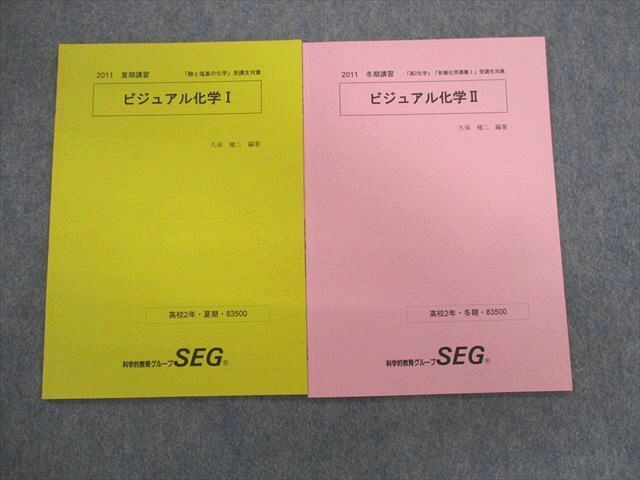 2011 夏期講習 「酸と塩基の化学」受講生対象
ビジュアル化学Ⅰ
久保 健二 編著
高校2年・夏期・83500
科学的教育グループSEG®
2011 冬期講習 「高2化学」「有機化学講義Ⅰ」受講生対象
ビジュアル化学Ⅱ
久保 健二 編著
高校2年・冬期・83500
科学的教育グループSEG®